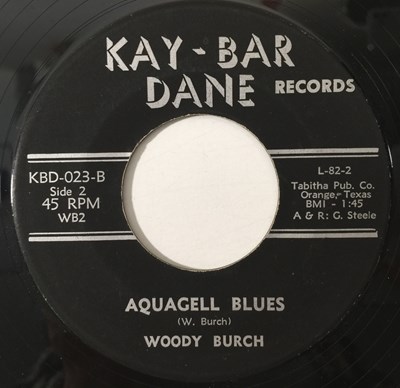 KAY-BAR
DANE RECORDS
KBD-023-B
Side 2
45 RPM
WB2
L-82-2
Tabitha Pub. Co.
Orange, Texas
BMI - 1:45
A & R: G. Steele
AQUAGELL BLUES
(W. Burch)
WOODY BURCH